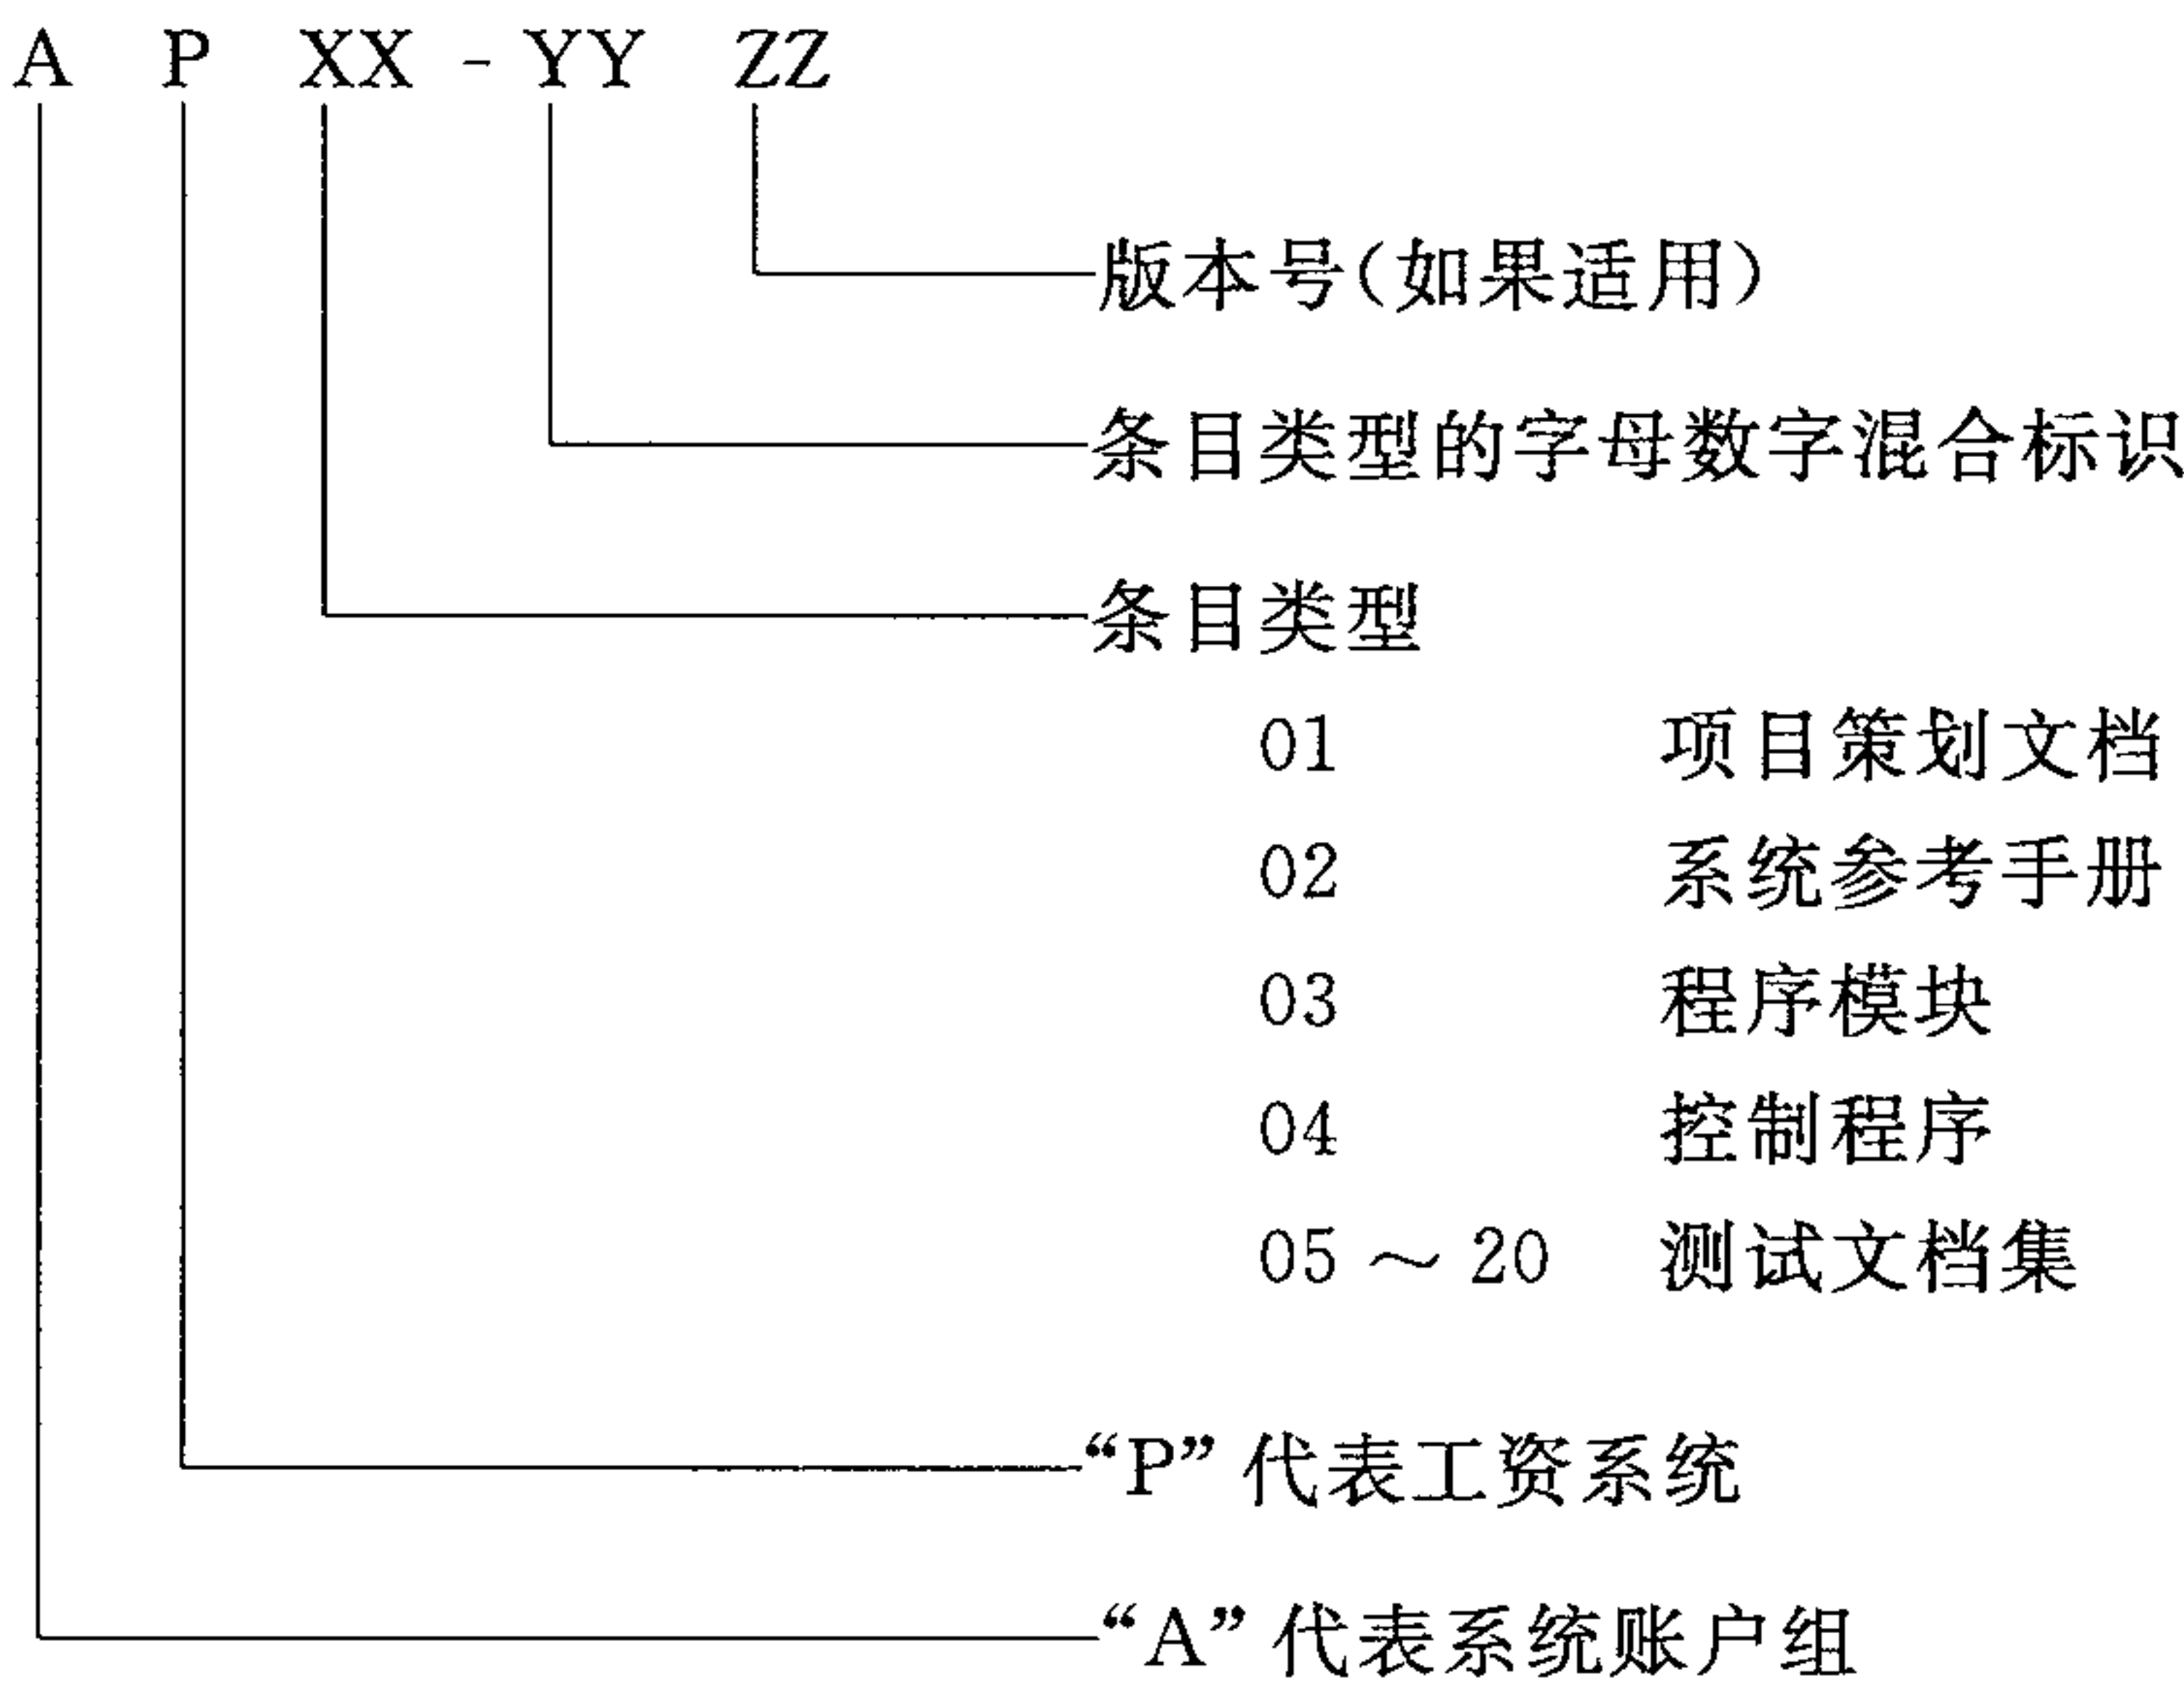 A P XX - YY ZZ
版本号(如果适用)
条目类型的字母数字混合标识
条目类型
01 项目策划文档
02 系统参考手册
03 程序模块
04 控制程序
05 ~ 20 测试文档集
“P”代表工资系统
“A”代表系统账户组